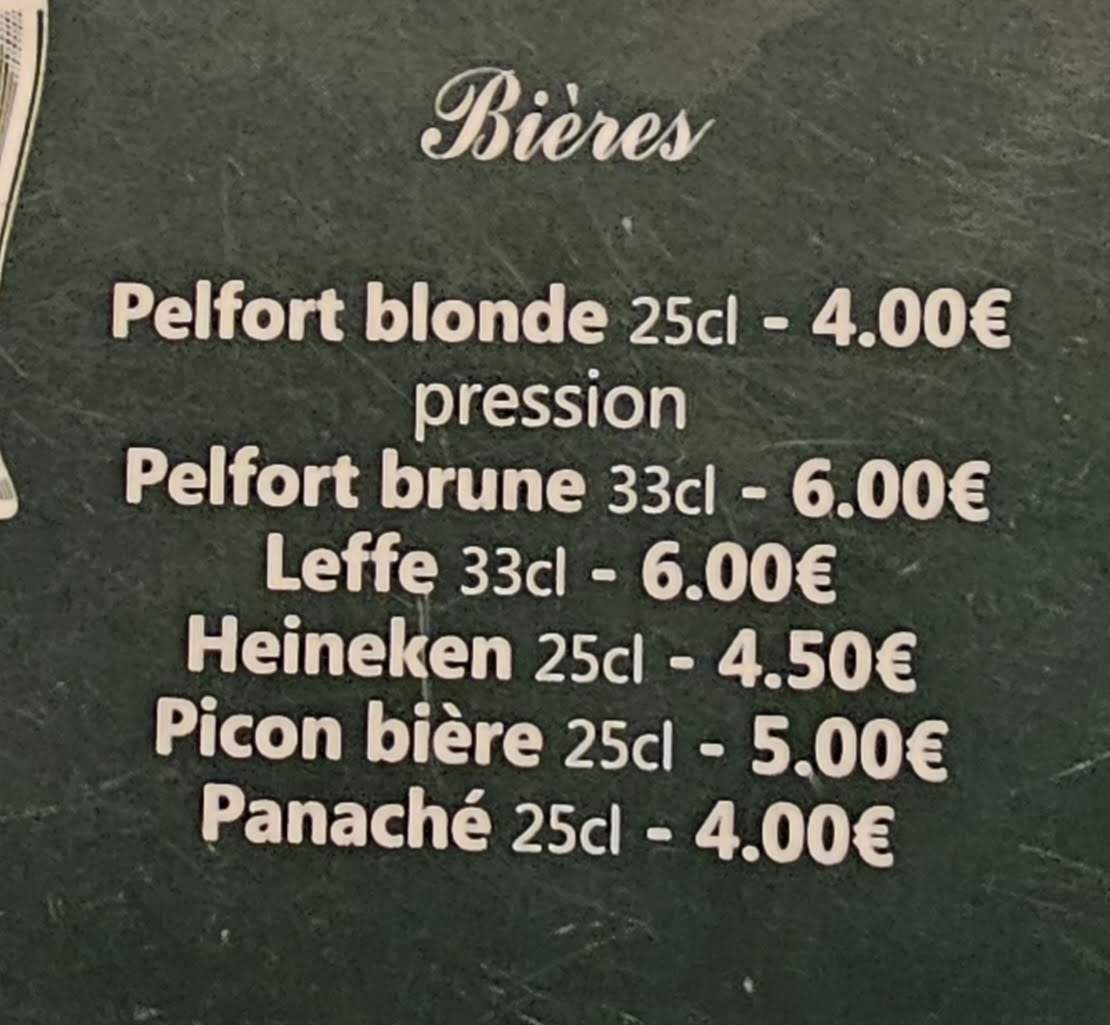 Bières
Pelfort blonde 25cl - 4.00€
pression
Pelfort brune 33cl - 6.00€
Leffe 33cl - 6.00€
Heineken 25cl - 4.50€
Picon bière 25cl - 5.00€
Panaché 25cl - 4.00€